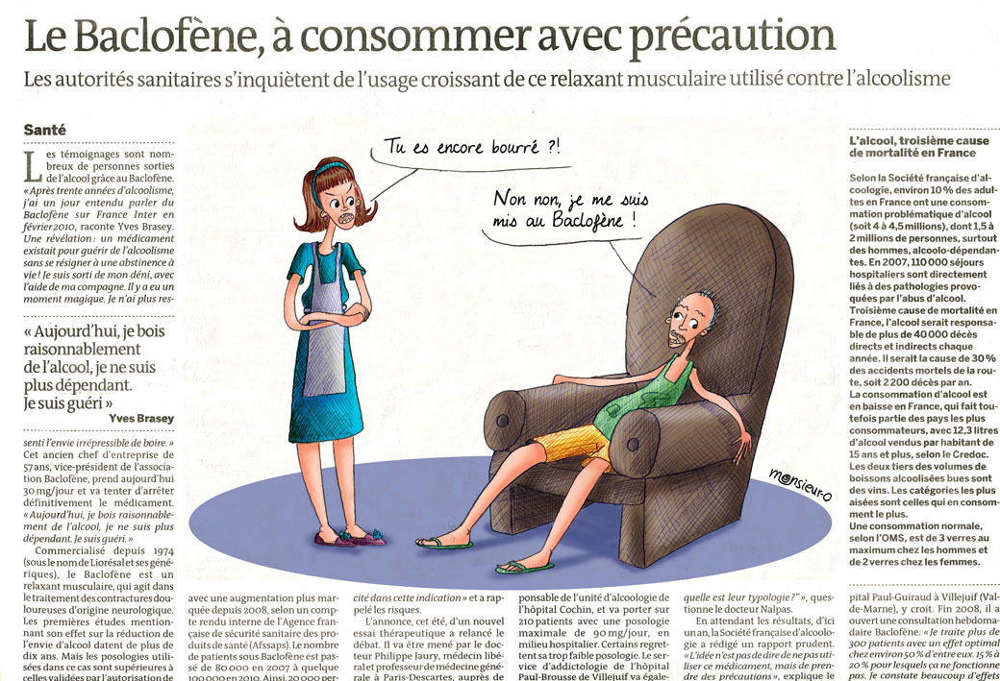 Le Baclofène, à consommer avec précaution
Les autorités sanitaires s'inquiètent de l'usage croissant de ce relaxant musculaire utilisé contre l'alcoolisme
Santé
Les témoignages sont nom-
breux de personnes sorties
de l'alcool grâce au Baclofène.
« Après trente années d'alcoolisme,
j'ai un jour entendu parler du
Baclofène sur France Inter en
février 2010, raconte Yves Brasey.
Une révélation : un médicament
existait pour guérir de l'alcoolisme
sans se résigner à une abstinence à
vie ! Je suis sorti de mon déni, avec
l'aide de ma compagne. Il y a eu un
moment magique. Je n'ai plus res-
« Aujourd'hui, je bois
raisonnablement
de l'alcool, je ne suis
plus dépendant.
Je suis guéri »
Yves Brasey
senti l'envie irrépressible de boire. »
Cet ancien chef d'entreprise de
57 ans, vice-président de l'associa-
tion Baclofène, prend aujourd'hui
30 mg/jour et va tenter d'arrêter
définitivement le médicament.
« Aujourd'hui, je bois raisonnable-
ment de l'alcool, je ne suis plus
dépendant. Je suis guéri. »
Commercialisé depuis 1974
(sous le nom de Liorésal et ses géné-
riques), le Baclofène est un
relaxant musculaire, qui agit dans
le traitement des contractures dou-
loureuses d'origine neurologique.
Les premières études mention-
nant son effet sur la réduction de
l'envie d'alcool datent de plus de
dix ans. Mais les posologies utili-
sées dans ce cas sont supérieures à
celles validées par l'autorisation de
Tu es encore bourré ?!
Non non, je me suis
mis au Baclofène !
monsieur-O
avec une augmentation plus mar-
quée depuis 2008, selon un comp-
te rendu interne de l'Agence fran-
çaise de sécurité sanitaire des pro-
duits de santé (Afssaps). Le nombre
de patients sous Baclofène est pas-
sé de 80 000 en 2007 à quelque
100 000 en 2010. Ainsi, 20 000 per-
cité dans cette indication » et a rap-
pelé les risques.
L'annonce, cet été, d'un nouvel
essai thérapeutique a relancé le
débat. Il va être mené par le doc-
teur Philippe Jaury, médecin libé-
ral et professeur de médecine géné-
rale à Paris-Descartes, auprès de
ponsable de l'unité d'alcoologie de
l'hôpital Cochin, et va porter sur
210 patients avec une posologie
maximale de 90 mg/jour, en
milieu hospitalier. Certains regret-
tent sa trop faible posologie. Le ser-
vice d'addictologie de l'hôpital
Paul-Brousse de Villejuif va égale-
quelle est leur typologie ?" », ques-
tionne le docteur Nalpas.
En attendant les résultats, d'ici
un an, la Société française d'alcoolo-
gie a rédigé un rapport prudent.
« L'idée n'est pas de dire de ne pas uti-
liser ce médicament, mais de pren-
dre des précautions », explique le
L'alcool, troisième cause
de mortalité en France
Selon la Société française d'al-
coologie, environ 10 % des adul-
tes en France ont une consom-
mation problématique d'alcool
(soit 4 à 4,5 millions), dont 1,5 à
2 millions de personnes, surtout
des hommes, alcoolo-dépendan-
tes. En 2007, 110 000 séjours
hospitaliers sont directement
liés à des pathologies provo-
quées par l'abus d'alcool.
Troisième cause de mortalité en
France, l'alcool serait responsa-
ble de plus de 40 000 décès
directs et indirects chaque
année. Il serait la cause de 30 %
des accidents mortels de la rou-
te, soit 2 200 décès par an.
La consommation d'alcool est
en baisse en France, qui fait tou-
tefois partie des pays les plus
consommateurs, avec 12,3 litres
d'alcool vendus par habitant de
15 ans et plus, selon le Credoc.
Les deux tiers des volumes de
boissons alcoolisées bues sont
des vins. Les catégories les plus
aisées sont celles qui en consom-
ment le plus.
Une consommation normale,
selon l'OMS, est de 3 verres au
maximum chez les hommes et
de 2 verres chez les femmes.
pital Paul-Guiraud à Villejuif (Val-
de-Marne), y croit. Fin 2008, il a
ouvert une consultation hebdoma-
daire Baclofène. « Je traite plus de
300 patients avec un effet optimal
chez environ 50 % d'entre eux. 15 % à
20 % pour lesquels ça ne fonctionne
pas. Je constate beaucoup d'effets